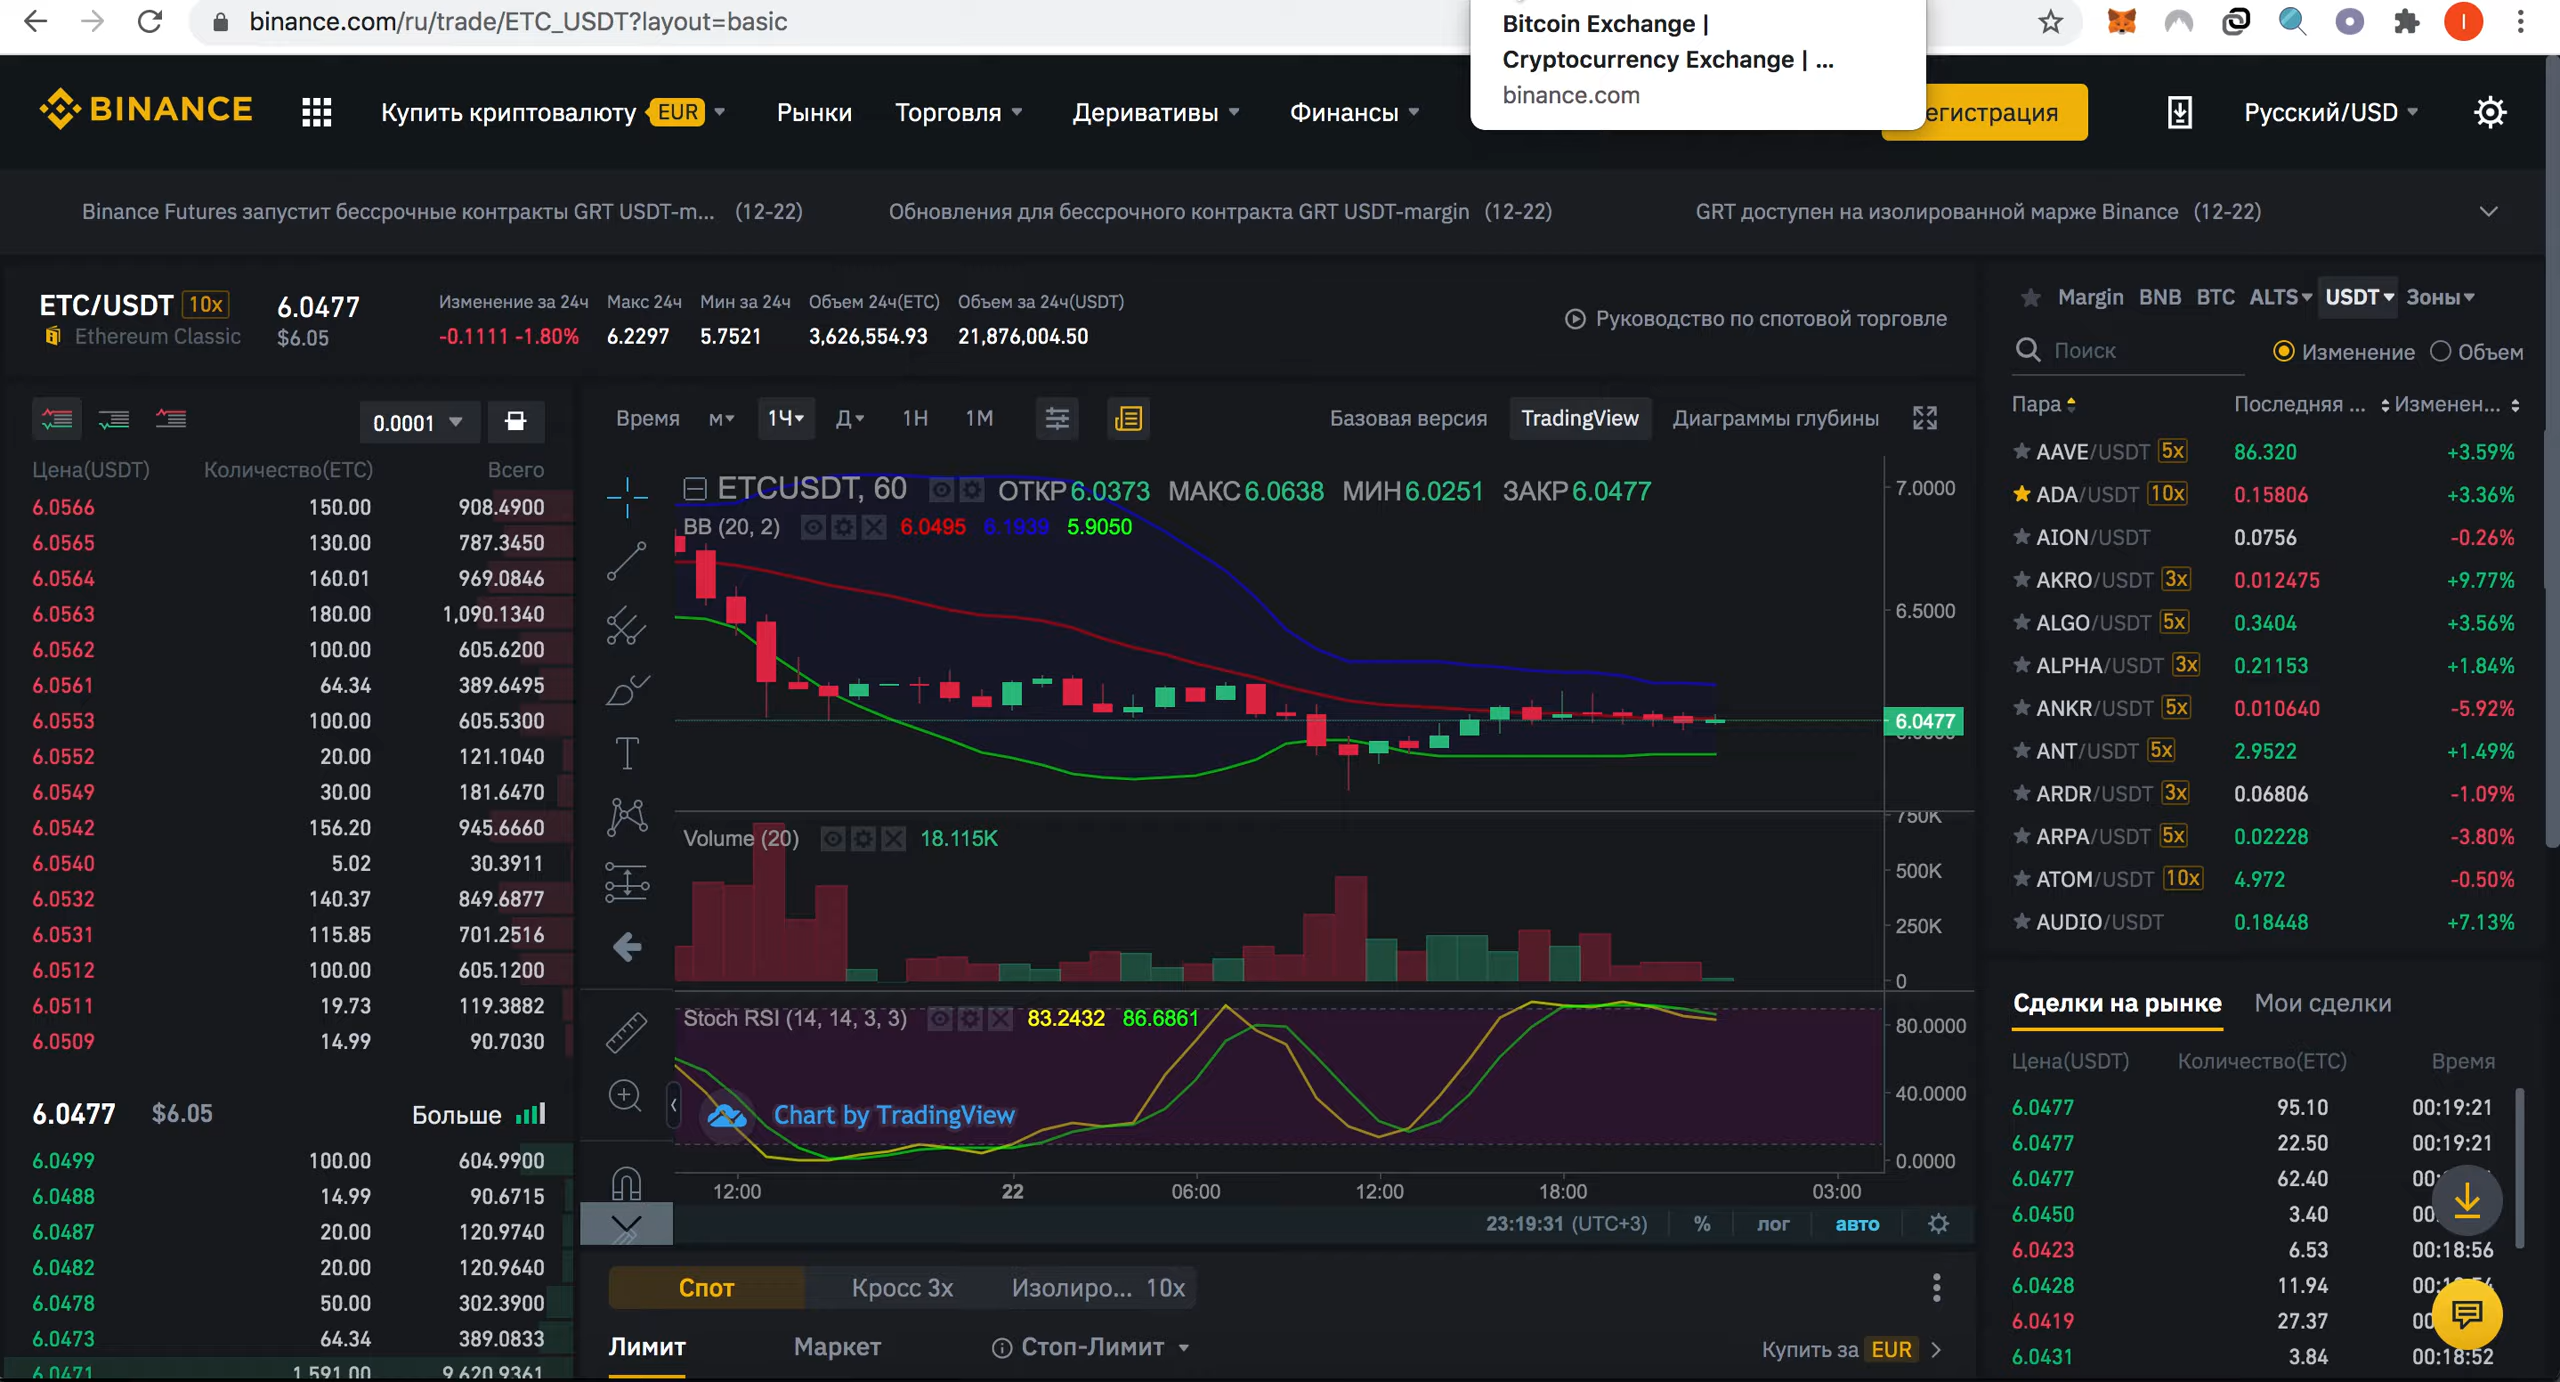 binance.com/ru/trade/ETC_USDT?layout=basic
Bitcoin Exchange |
Cryptocurrency Exchange | ...
binance.com
I
BINANCE
Купить криптовалюту EUR
Рынки
Торговля
Деривативы
Финансы
егистрация
Русский/USD
Binance Futures запустит бессрочные контракты GRT USDT-m... (12-22)
Обновления для бессрочного контракта GRT USDT-margin (12-22)
GRT доступен на изолированной марже Binance (12-22)
ETC/USDT 10x
Ethereum Classic
6.0477
$6.05
Изменение за 24ч
-0.1111 -1.80%
Макс 24ч
6.2297
Мин за 24ч
5.7521
Объем 24ч(ETC)
3,626,554.93
Объем за 24ч(USDT)
21,876,004.50
Руководство по спотовой торговле
0.0001
Цена(USDT) Количество(ETC) Всего
6.0566 150.00 908.4900
6.0565 130.00 787.3450
6.0564 160.01 969.0846
6.0563 180.00 1,090.1340
6.0562 100.00 605.6200
6.0561 64.34 389.6495
6.0553 100.00 605.5300
6.0552 20.00 121.1040
6.0549 30.00 181.6470
6.0542 156.20 945.6660
6.0540 5.02 30.3911
6.0532 140.37 849.6877
6.0531 115.85 701.2516
6.0512 100.00 605.1200
6.0511 19.73 119.3882
6.0509 14.99 90.7030
6.0477 $6.05 Больше
6.0499 100.00 604.9900
6.0488 14.99 90.6715
6.0487 20.00 120.9740
6.0482 20.00 120.9640
6.0478 50.00 302.3900
6.0473 64.34 389.0833
6.0471 1,591.00 9,620.9361
Время м 1Ч Д 1Н 1М
Базовая версия TradingView Диаграммы глубины
ETCUSDT, 60 ОТКР6.0373 МАКС6.0638 МИН6.0251 ЗАКР6.0477
BB (20, 2) 6.0495 6.1939 5.9050
7.0000
6.5000
6.0477
Volume (20) 18.115K
750K
500K
250K
0
Stoch RSI (14, 14, 3, 3) 83.2432 86.6861
80.0000
40.0000
0.0000
Chart by TradingView
12:00 22 06:00 12:00 18:00 03:00
23:19:31 (UTC+3) % лог авто
Спот Кросс 3x Изолиро... 10x
Лимит Маркет Стоп-Лимит
Купить за EUR
Margin BNB BTC ALTS USDT Зоны
Поиск
Изменение Объем
Пара Последняя ... Изменен...
AAVE/USDT 5x 86.320 +3.59%
ADA/USDT 10x 0.15806 +3.36%
AION/USDT 0.0756 -0.26%
AKRO/USDT 3x 0.012475 +9.77%
ALGO/USDT 5x 0.3404 +3.56%
ALPHA/USDT 3x 0.21153 +1.84%
ANKR/USDT 5x 0.010640 -5.92%
ANT/USDT 5x 2.9522 +1.49%
ARDR/USDT 3x 0.06806 -1.09%
ARPA/USDT 5x 0.02228 -3.80%
ATOM/USDT 10x 4.972 -0.50%
AUDIO/USDT 0.18448 +7.13%
Сделки на рынке Мои сделки
Цена(USDT) Количество(ETC) Время
6.0477 95.10 00:19:21
6.0477 22.50 00:19:21
6.0477 62.40 00:
6.0450 3.40 00:
6.0423 6.53 00:18:56
6.0428 11.94 00:
6.0419 27.37 00:
6.0431 3.84 00:18:52